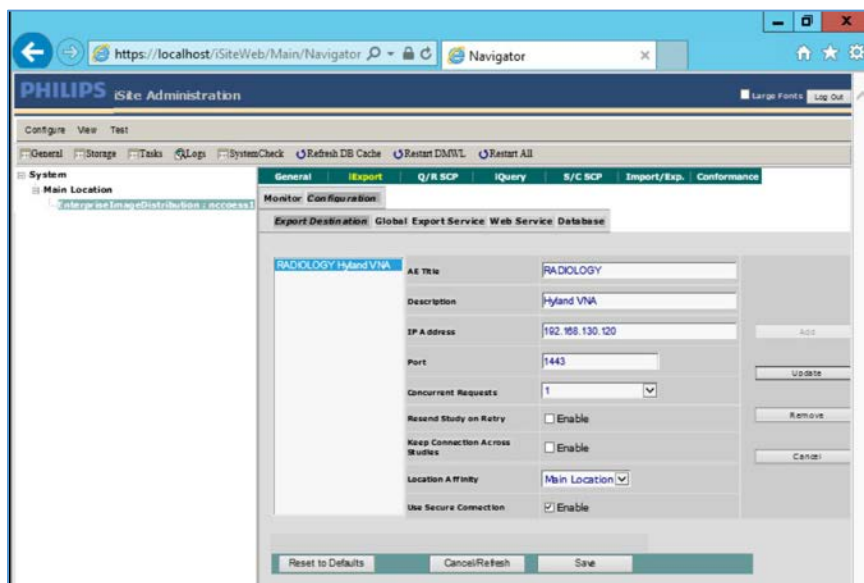 https://localhost/iSiteWeb/Main/Navigator
Navigator
PHILIPS iSite Administration
Large Fonts Log Out
Configure View Test
General Storage Tasks Logs SystemCheck Refresh DB Cache Restart DMWL Restart All
System
Main Location
EnterpriseImageDistribution : nccoess1
General iExport Q/R SCP iQuery S/C SCP Import/Exp. Conformance
Monitor Configuration
Export Destination Global Export Service Web Service Database
RADIOLOGY Hyland VNA
AE Title RADIOLOGY
Description Hyland VNA
IP Address 192.168.130.120
Port 1443
Add
Concurrent Requests 1
Update
Resend Study on Retry Enable
Remove
Keep Connection Across Studies Enable
Cancel
Location Affinity Main Location
Use Secure Connection Enable
Reset to Defaults Cancel/Refresh Save